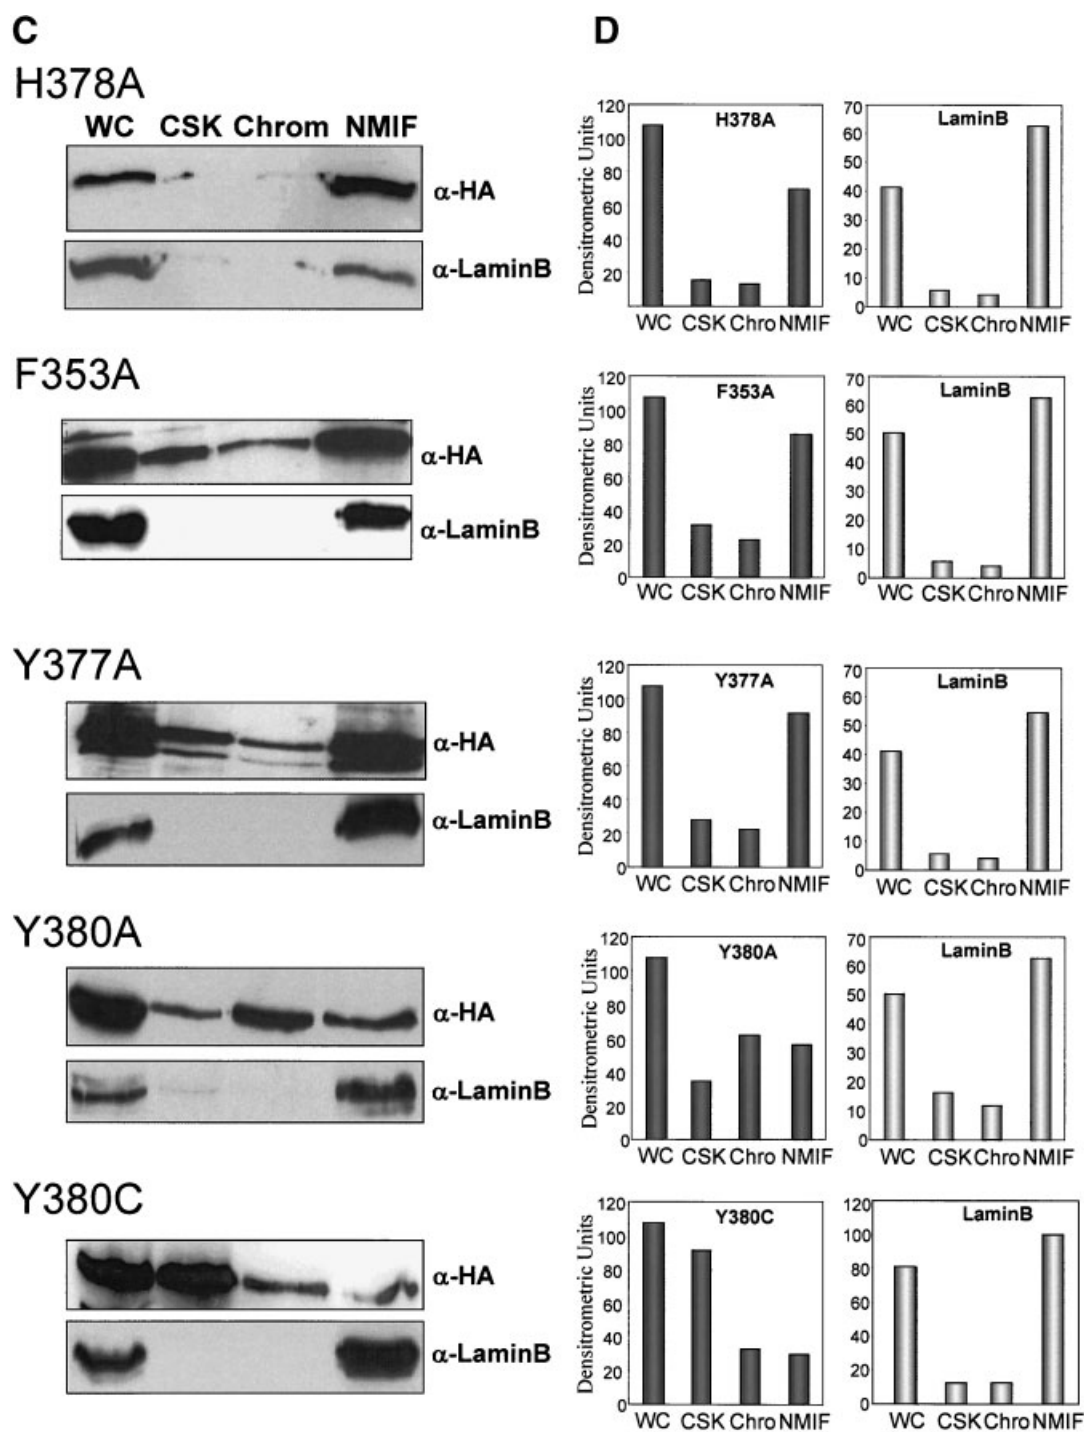 C
H378A
WC CSK Chrom NMIF
α-HA
α-LaminB
F353A
α-HA
α-LaminB
Y377A
α-HA
α-LaminB
Y380A
α-HA
α-LaminB
Y380C
α-HA
α-LaminB
D
Densitrometric Units
120
100
80
60
40
20
H378A
WC CSK Chro NMIF
70
60
50
40
30
20
10
0
LaminB
WC CSK Chro NMIF
Densitrometric Units
120
100
80
60
40
20
0
F353A
WC CSK Chro NMIF
70
60
50
40
30
20
10
0
LaminB
WC CSK Chro NMIF
Densitrometric Units
120
100
80
60
40
20
0
Y377A
WC CSK Chro NMIF
70
60
50
40
30
20
10
0
LaminB
WC CSK Chro NMIF
Densitrometric Units
120
100
80
60
40
20
0
Y380A
WC CSK Chro NMIF
70
60
50
40
30
20
10
0
LaminB
WC CSK Chro NMIF
Densitrometric Units
120
100
80
60
40
20
0
Y380C
WC CSK Chro NMIF
120
100
80
60
40
20
0
LaminB
WC CSK Chro NMIF